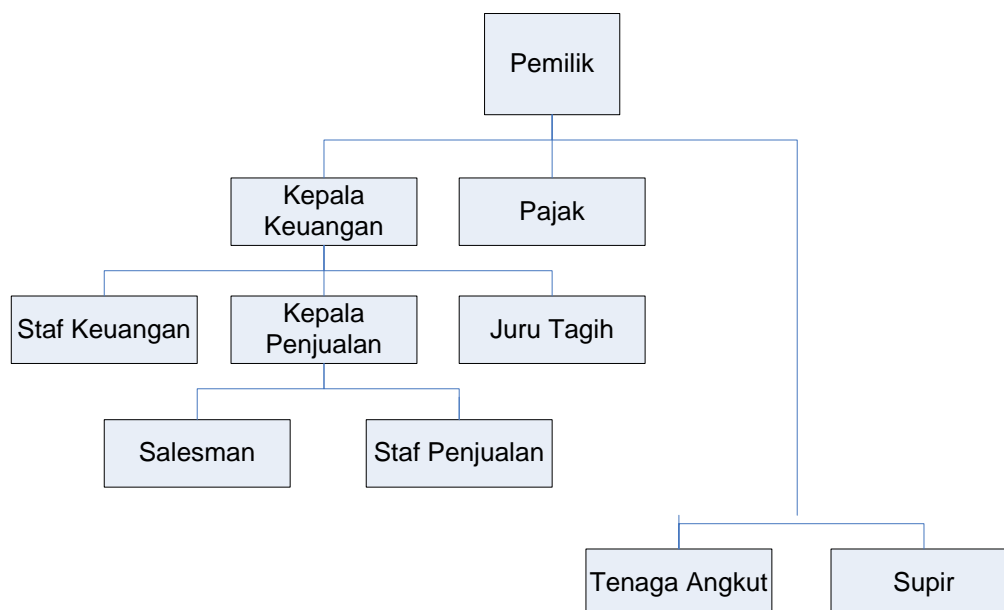 Pemilik
Kepala
Keuangan
Pajak
Staf Keuangan
Kepala
Penjualan
Juru Tagih
Salesman
Staf Penjualan
Tenaga Angkut
Supir